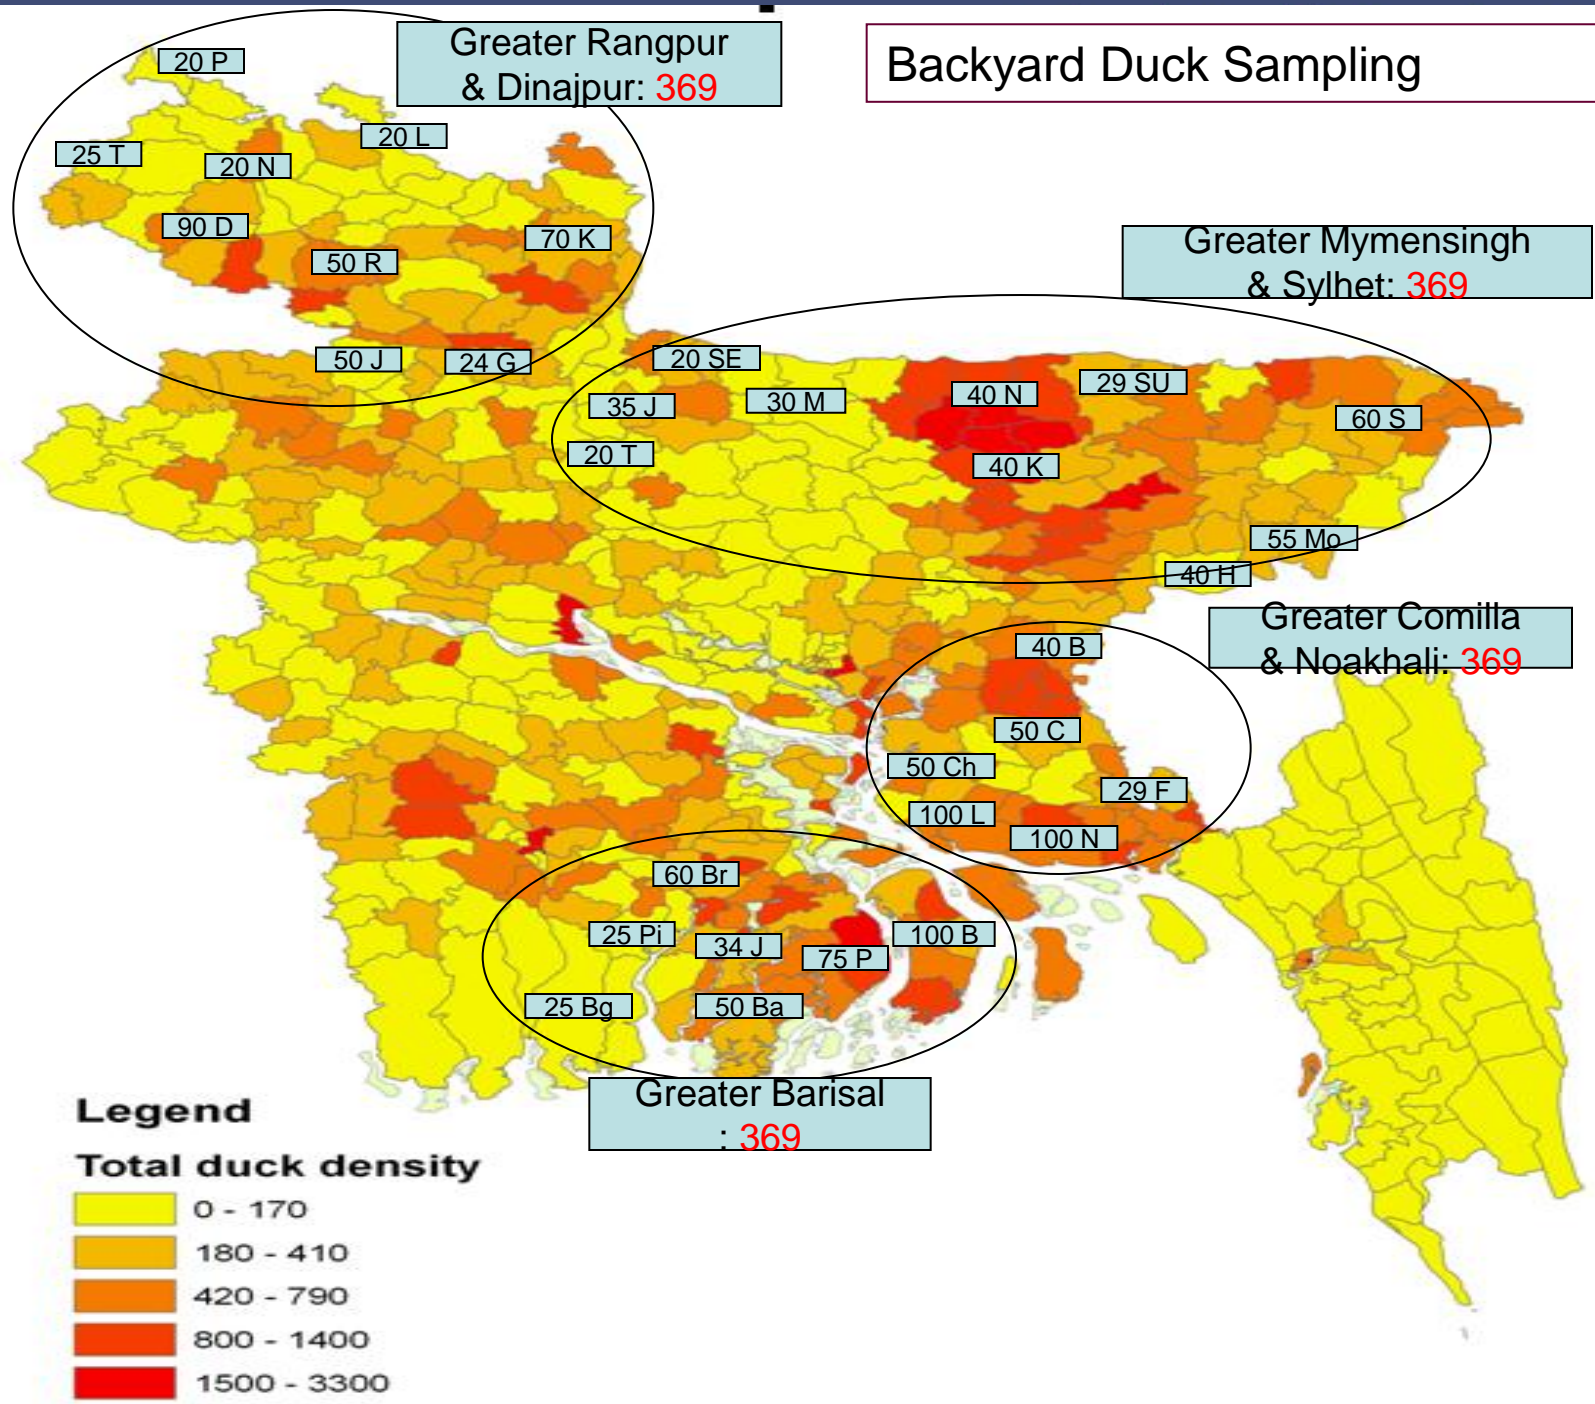 Greater Rangpur
& Dinajpur: 369
Backyard Duck Sampling
20 P
20 L
25 T
20 N
90 D
70 K
50 R
50 J
24 G
Greater Mymensingh
& Sylhet: 369
20 SE
35 J
30 M
40 N
29 SU
60 S
20 T
40 K
55 Mo
40 H
Greater Comilla
& Noakhali: 369
40 B
50 C
50 Ch
29 F
100 L
100 N
60 Br
25 Pi
34 J
75 P
100 B
25 Bg
50 Ba
Greater Barisal
: 369
Legend
Total duck density
0 - 170
180 - 410
420 - 790
800 - 1400
1500 - 3300